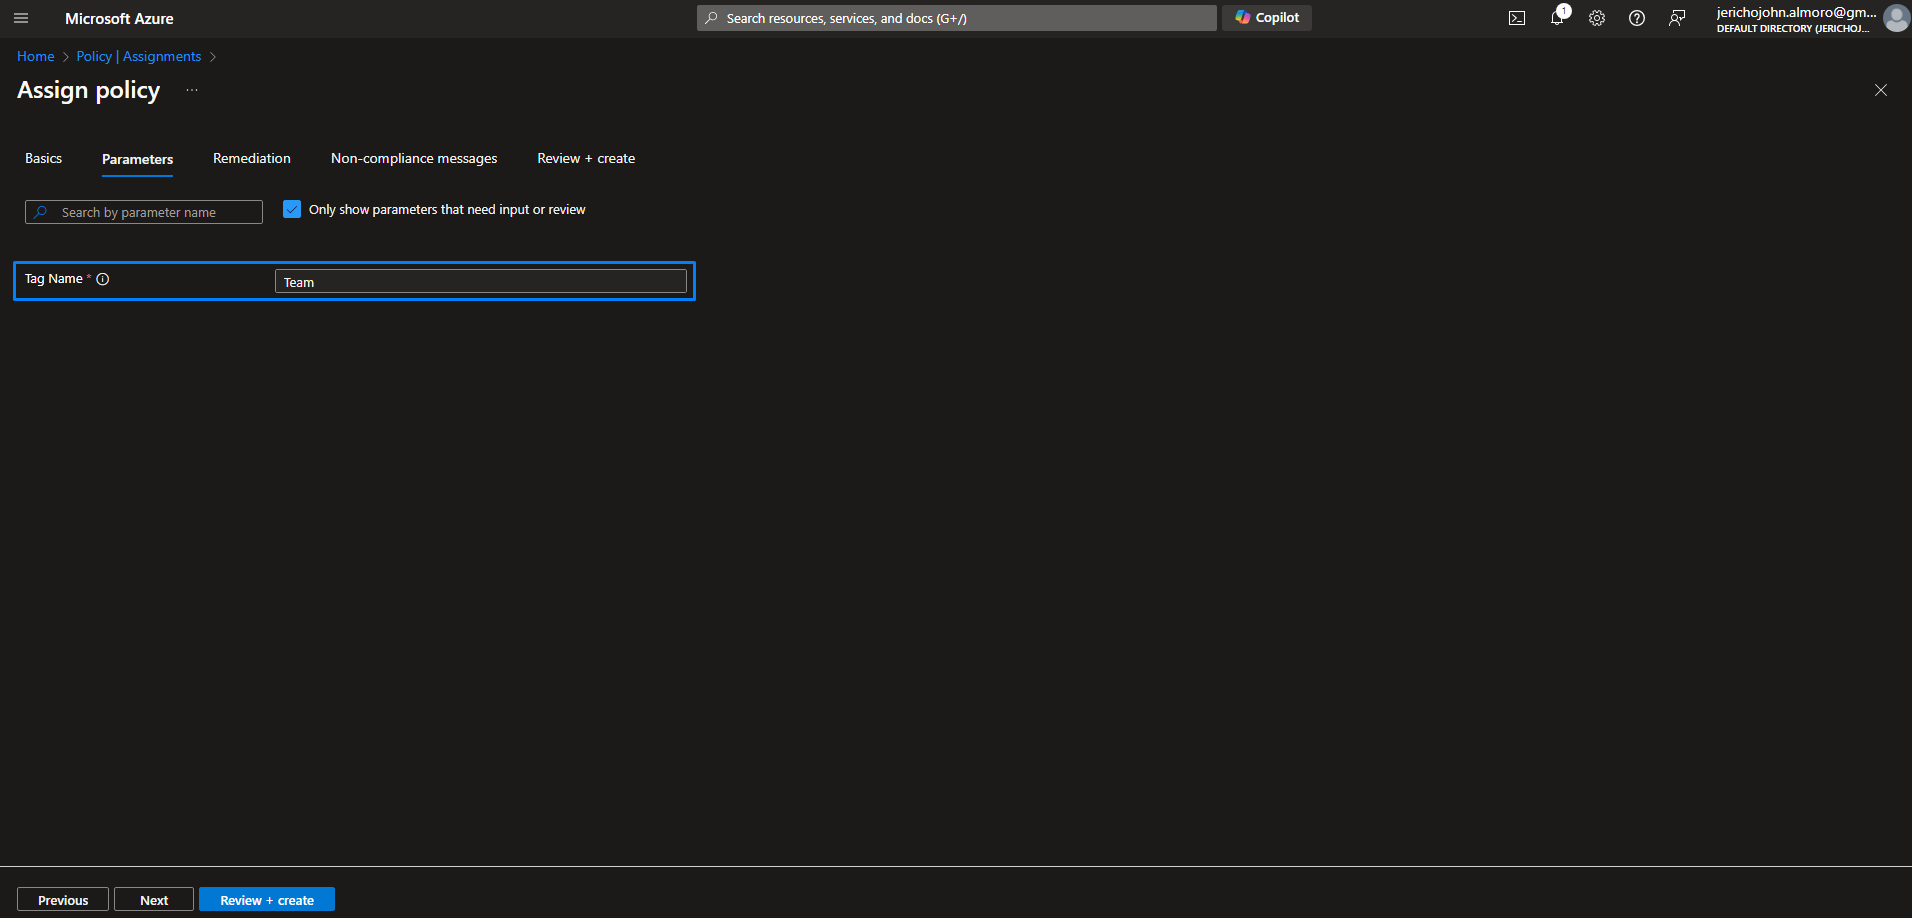 Microsoft Azure
Search resources, services, and docs (G+/)
Copilot
1
jerichojohn.almoro@gm...
DEFAULT DIRECTORY (JERICHOJ...
Home > Policy | Assignments >
Assign policy ...
Basics Parameters Remediation Non-compliance messages Review + create
Search by parameter name
Only show parameters that need input or review
Tag Name * Team
Previous Next Review + create